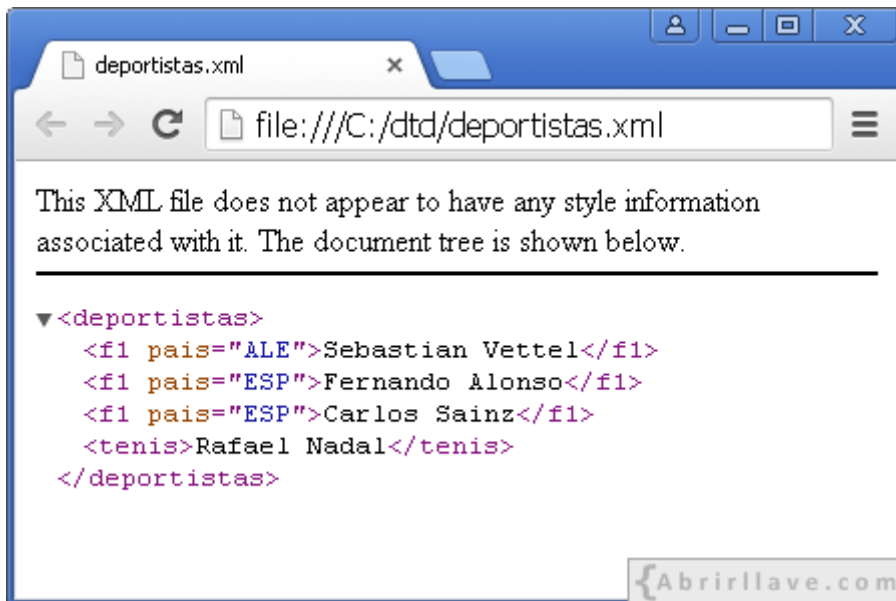 deportistas.xml
file:///C:/dtd/deportistas.xml
This XML file does not appear to have any style information
associated with it. The document tree is shown below.
<deportistas>
<f1 pais="ALE">Sebastian Vettel</f1>
<f1 pais="ESP">Fernando Alonso</f1>
<f1 pais="ESP">Carlos Sainz</f1>
<tenis>Rafael Nadal</tenis>
</deportistas>
{Abrirllave.com